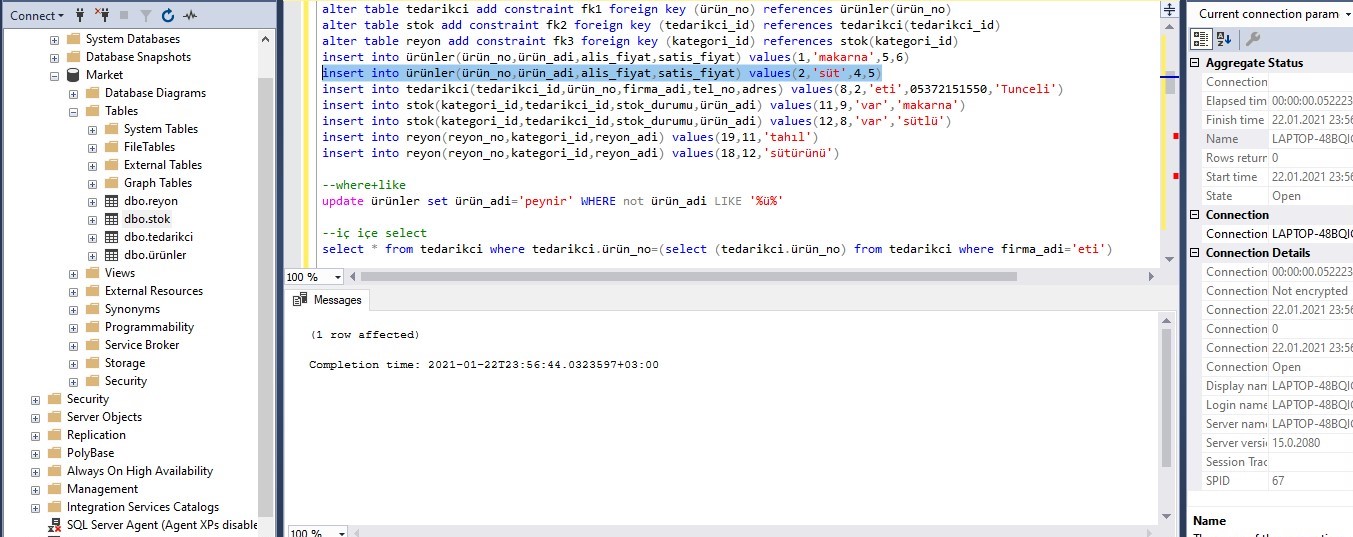 Connect
System Databases
Database Snapshots
Market
Database Diagrams
Tables
System Tables
FileTables
External Tables
Graph Tables
dbo.reyon
dbo.stok
dbo.tedarikci
dbo.ürünler
Views
External Resources
Synonyms
Programmability
Service Broker
Storage
Security
Security
Server Objects
Replication
PolyBase
Always On High Availability
Management
Integration Services Catalogs
SQL Server Agent (Agent XPs disable
alter table tedarikci add constraint fk1 foreign key (ürün_no) references ürünler(ürün_no)
alter table stok add constraint fk2 foreign key (tedarikci_id) references tedarikci(tedarikci_id)
alter table reyon add constraint fk3 foreign key (kategori_id) references stok(kategori_id)
insert into ürünler(ürün_no,ürün_adi,alis_fiyat,satis_fiyat) values(1,'makarna',5,6)
insert into ürünler(ürün_no,ürün_adi,alis_fiyat,satis_fiyat) values(2,'süt',4,5)
insert into tedarikci(tedarikci_id,ürün_no,firma_adi,tel_no,adres) values(8,2,'eti',05372151550,'Tunceli')
insert into stok(kategori_id,tedarikci_id,stok_durumu,ürün_adi) values(11,9,'var','makarna')
insert into stok(kategori_id,tedarikci_id,stok_durumu,ürün_adi) values(12,8,'var','sütlü')
insert into reyon(reyon_no,kategori_id,reyon_adi) values(19,11,'tahıl')
insert into reyon(reyon_no,kategori_id,reyon_adi) values(18,12,'sütürünü')
--where+like
update ürünler set ürün_adi='peynir' WHERE not ürün_adi LIKE '%ü%'
--iç içe select
select * from tedarikci where tedarikci.ürün_no=(select (tedarikci.ürün_no) from tedarikci where firma_adi='eti')
100 %
Messages
(1 row affected)
Completion time: 2021-01-22T23:56:44.0323597+03:00
100 %
Current connection param
Aggregate Status
Connection
Elapsed tim 00:00:00.052223
Finish time 22.01.2021 23:56
Name LAPTOP-48BQIC
Rows returr 0
Start time 22.01.2021 23:56
State Open
Connection
Connection LAPTOP-48BQIC
Connection Details
Connection 00:00:00.052223
Connection Not encrypted
Connection 22.01.2021 23:56
Connection 0
Connection 22.01.2021 23:56
Connection Open
Display nan LAPTOP-48BQIC
Login name LAPTOP-48BQIC
Server name LAPTOP-48BQIC
Server versi 15.0.2080
Session Trac
SPID 67
Name